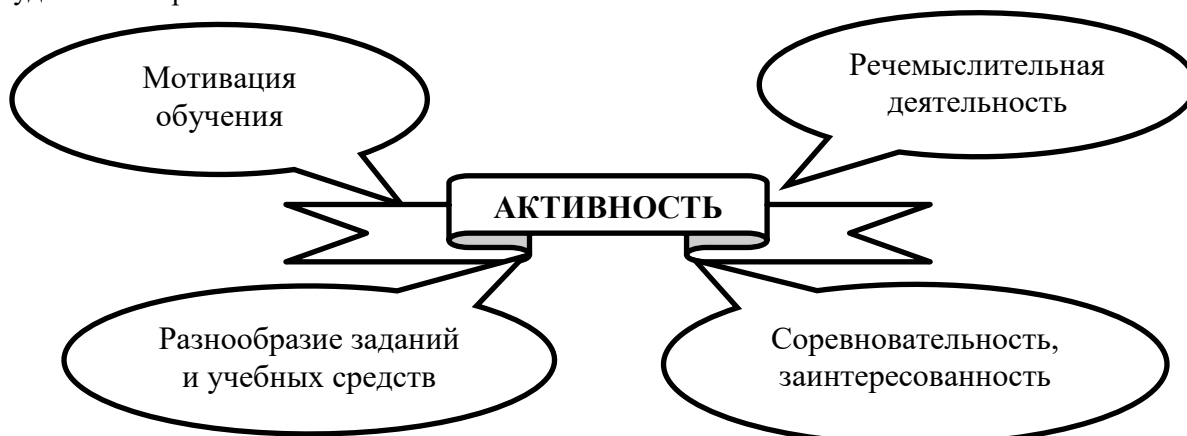 Мотивация
обучения
Речемыслительная
деятельность
АКТИВНОСТЬ
Разнообразие заданий
и учебных средств
Соревновательность,
заинтересованность